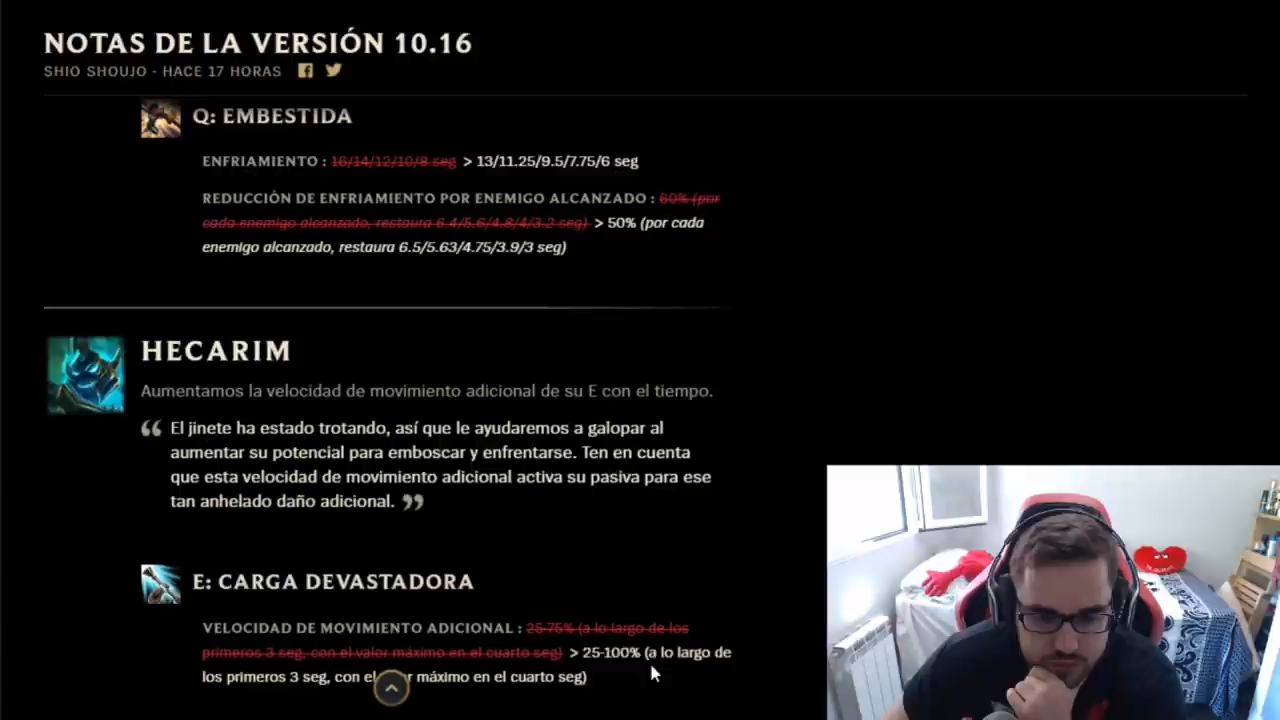 NOTAS DE LA VERSIÓN 10.16
SHIO SHOUJO - HACE 17 HORAS
Q: EMBESTIDA
ENFRIAMIENTO : 16/14/12/10/8 seg > 13/11.25/9.5/7.75/6 seg
REDUCCIÓN DE ENFRIAMIENTO POR ENEMIGO ALCANZADO : 60% (por
cada enemigo alcanzado, restaura 6.4/5.6/4.8/4/3.2 seg) > 50% (por cada
enemigo alcanzado, restaura 6.5/5.63/4.75/3.9/3 seg)
HECARIM
Aumentamos la velocidad de movimiento adicional de su E con el tiempo.
“ El jinete ha estado trotando, así que le ayudaremos a galopar al
aumentar su potencial para emboscar y enfrentarse. Ten en cuenta
que esta velocidad de movimiento adicional activa su pasiva para ese
tan anhelado daño adicional. ”
E: CARGA DEVASTADORA
VELOCIDAD DE MOVIMIENTO ADICIONAL : 25-75% (a lo largo de los
primeros 3 seg, con el valor máximo en el cuarto seg) > 25-100% (a lo largo de
los primeros 3 seg, con el máximo en el cuarto seg)